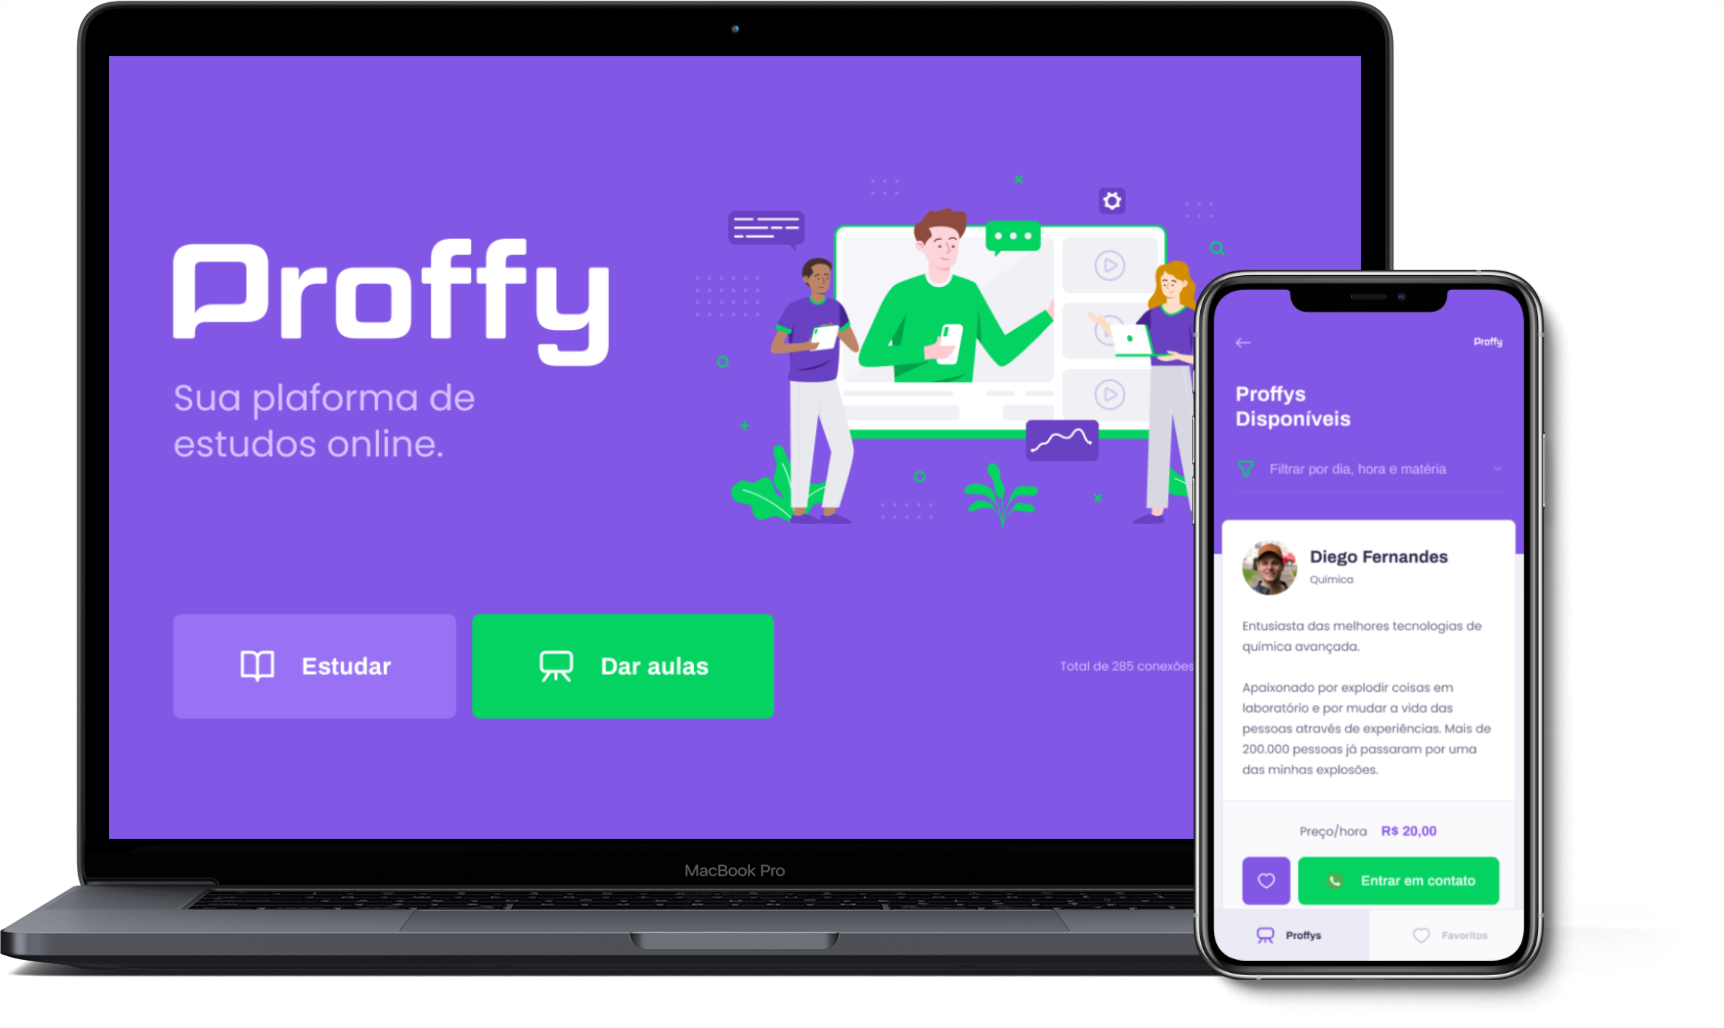 Proffy
Sua plaforma de
estudos online.
Estudar
Dar aulas
Total de 285 conexões
MacBook Pro
Proffy
Proffys
Disponíveis
Filtrar por dia, hora e matéria
Diego Fernandes
Química
Entusiasta das melhores tecnologias de
química avançada.
Apaixonado por explodir coisas em
laboratório e por mudar a vida das
pessoas através de experiências. Mais de
200.000 pessoas já passaram por uma
das minhas explosões.
Preço/hora R$ 20,00
Entrar em contato
Proffys
Favoritos